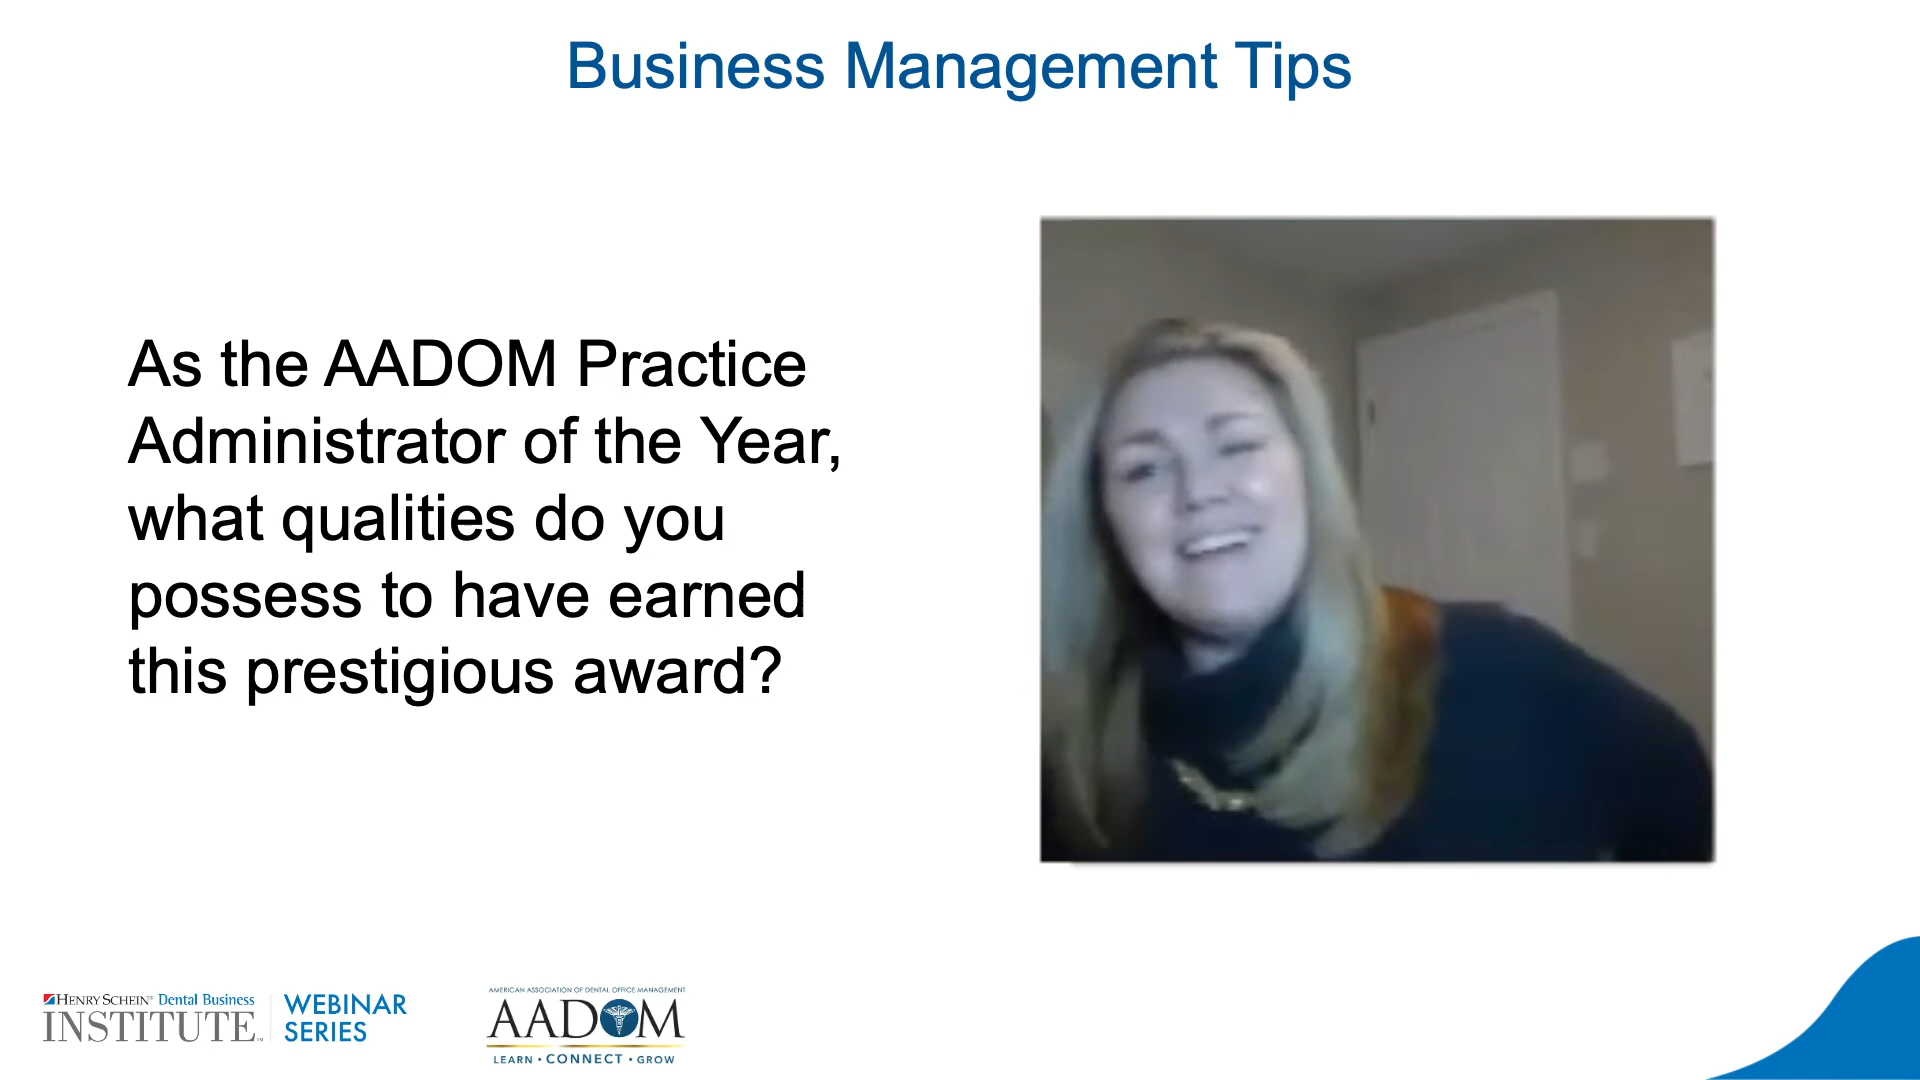 Business Management Tips
As the AADOM Practice
Administrator of the Year,
what qualities do you
possess to have earned
this prestigious award?
HENRY SCHEIN® Dental Business
INSTITUTE™
WEBINAR
SERIES
AMERICAN ASSOCIATION OF DENTAL OFFICE MANAGEMENT
AADOM
LEARN • CONNECT • GROW